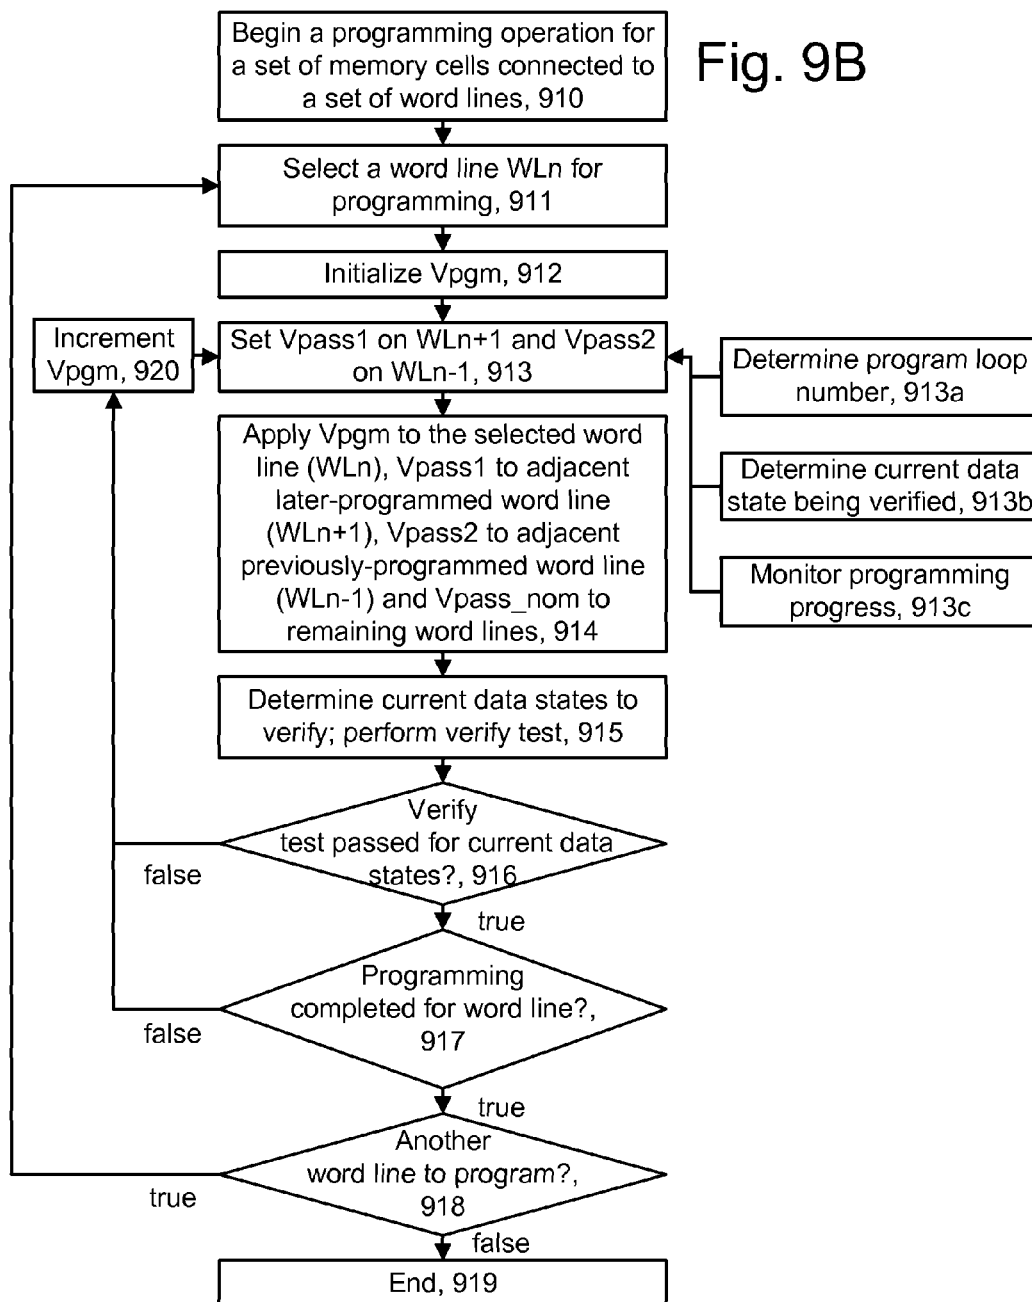 Begin a programming operation for
a set of memory cells connected to
a set of word lines, 910
Fig. 9B
Select a word line WLn for
programming, 911
Initialize Vpgm, 912
Increment
Vpgm, 920
Set Vpass1 on WLn+1 and Vpass2
on WLn-1, 913
Determine program loop
number, 913a
Determine current data
state being verified, 913b
Monitor programming
progress, 913c
Apply Vpgm to the selected word
line (WLn), Vpass1 to adjacent
later-programmed word line
(WLn+1), Vpass2 to adjacent
previously-programmed word line
(WLn-1) and Vpass_nom to
remaining word lines, 914
Determine current data states to
verify; perform verify test, 915
Verify
test passed for current data
states?, 916
false
true
Programming
completed for word line?,
917
false
true
Another
word line to program?,
918
true
false
End, 919